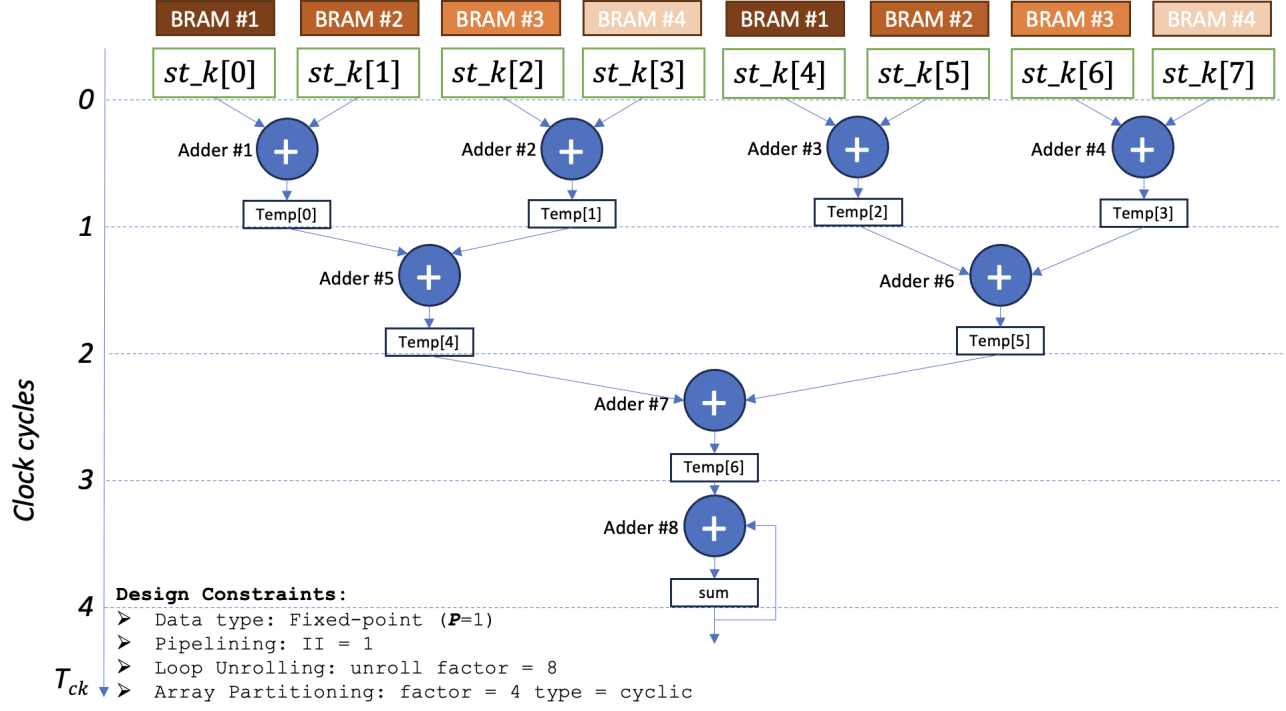 BRAM #1 BRAM #2 BRAM #3 BRAM #4 BRAM #1 BRAM #2 BRAM #3 BRAM #4
st_k[0] st_k[1] st_k[2] st_k[3] st_k[4] st_k[5] st_k[6] st_k[7]
0
Adder #1 + Adder #2 + Adder #3 + Adder #4 +
Temp[0] Temp[1] Temp[2] Temp[3]
1
Adder #5 + Adder #6 +
Temp[4] Temp[5]
2
Adder #7 +
Temp[6]
3
Adder #8 +
sum
4
Clock cycles
T_ck
Design Constraints:
➢ Data type: Fixed-point (P=1)
➢ Pipelining: II = 1
➢ Loop Unrolling: unroll factor = 8
➢ Array Partitioning: factor = 4 type = cyclic